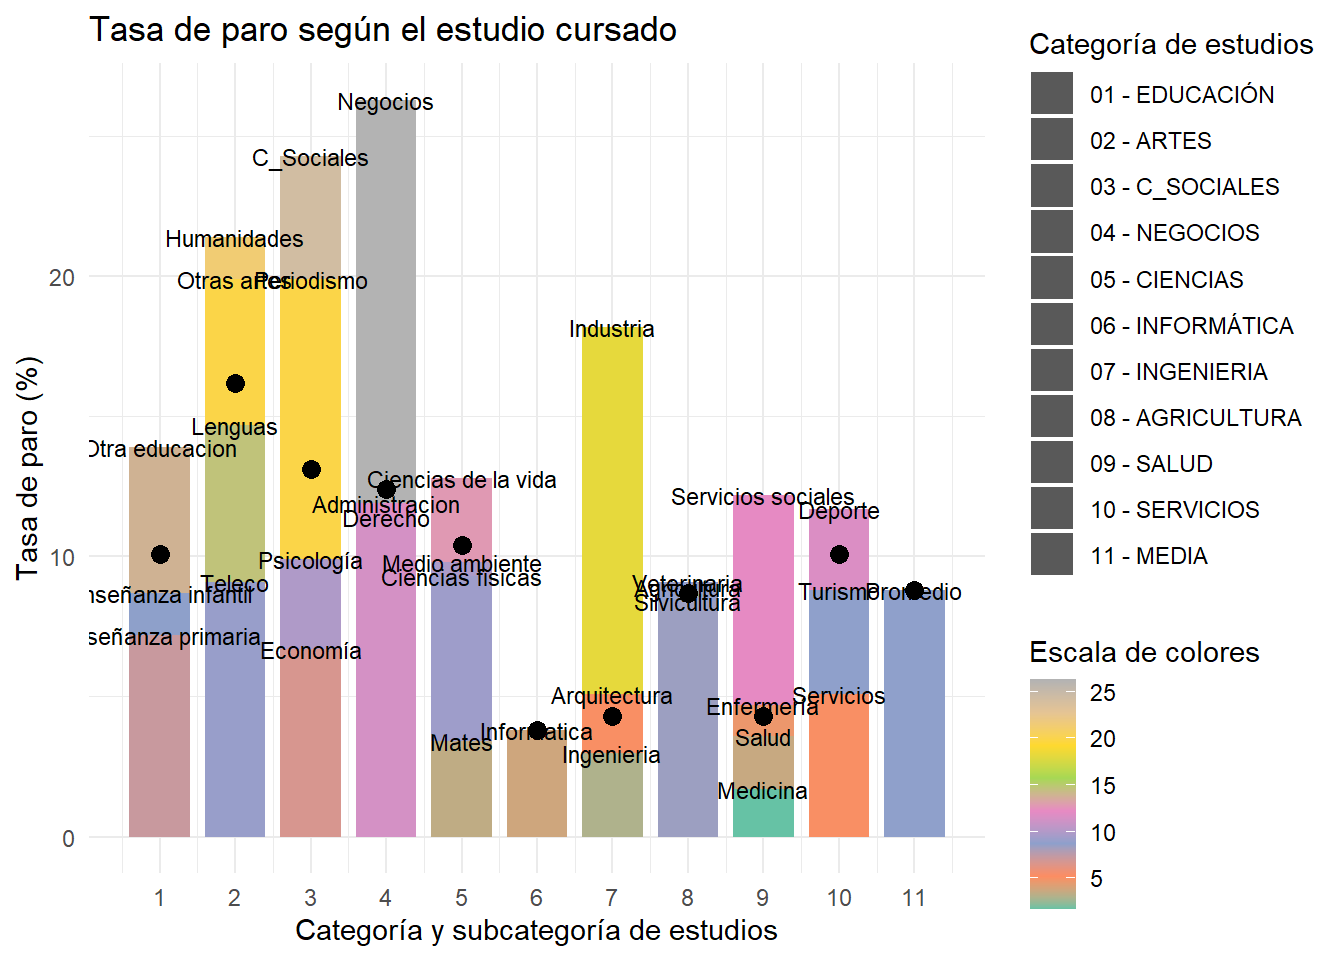 Tasa de paro según el estudio cursado
Negocios
C_Sociales
Humanidades
Otras artes
Periodismo
Industria
Lenguas
Otra educacion
Ciencias de la vida
Servicios sociales
Administracion
Deporte
Derecho
Psicología
Medio ambiente
Ciencias físicas
Teleco
Veterinaria
Agricultura
Silvicultura
Turismo
Promedio
nseñanza infantil
señanza primaria
Economía
Arquitectura
Servicios
Enfermería
Informatica
Salud
Mates
Ingenieria
Medicina
20
10
0
Tasa de paro (%)
1 2 3 4 5 6 7 8 9 10 11
Categoría y subcategoría de estudios
Categoría de estudios
01 - EDUCACIÓN
02 - ARTES
03 - C_SOCIALES
04 - NEGOCIOS
05 - CIENCIAS
06 - INFORMÁTICA
07 - INGENIERIA
08 - AGRICULTURA
09 - SALUD
10 - SERVICIOS
11 - MEDIA
Escala de colores
25
20
15
10
5